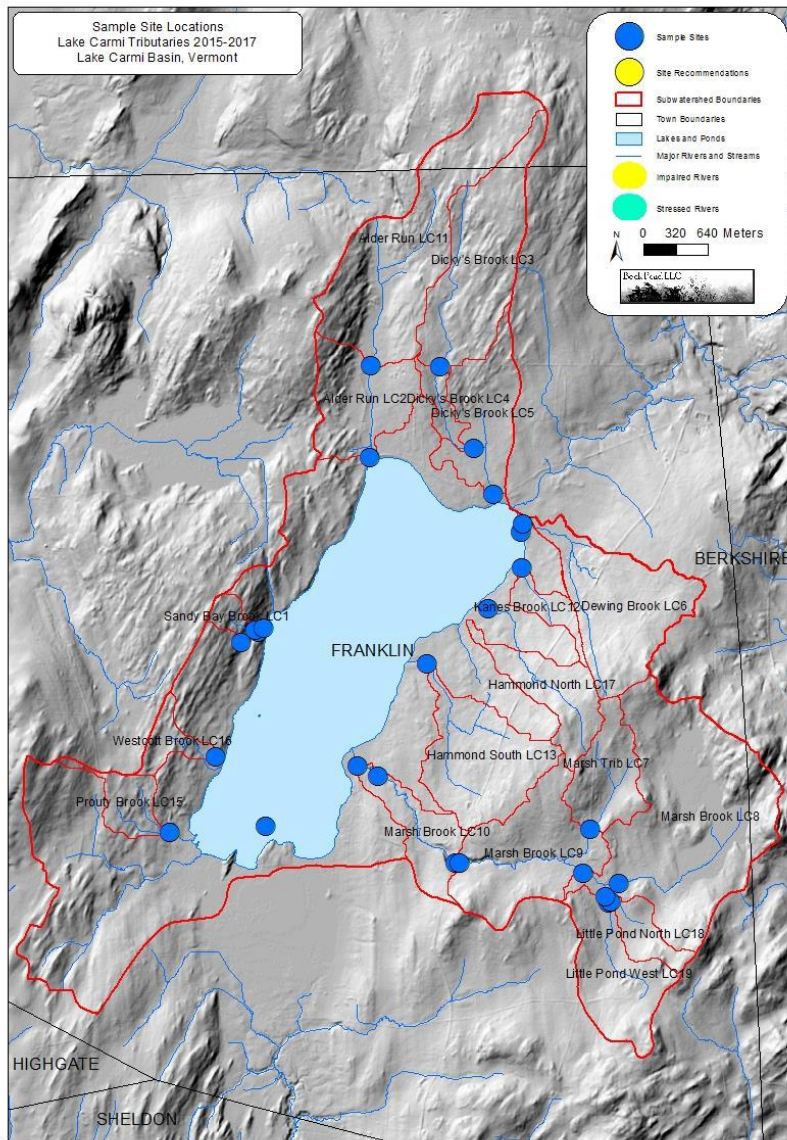 Sample Site Locations
Lake Carmi Tributaries 2015-2017
Lake Carmi Basin, Vermont
Sample Sites
Site Recommendations
Subwatershed Boundaries
Town Boundaries
Lakes and Ponds
Major Rivers and Streams
Impaired Rivers
Stressed Rivers
N
0 320 640 Meters
Beck Pond LLC
Alder Run LC11
Dicky's Brook LC3
Alder Run LC2
Dicky's Brook LC4
Dicky's Brook LC5
BERKSHIRE
Sandy Bay Brook LC1
Kanes Brook LC12
Dewing Brook LC6
FRANKLIN
Hammond North LC17
Westcott Brook LC16
Hammond South LC13
Marsh Trib LC7
Prouty Brook LC15
Marsh Brook LC10
Marsh Brook LC8
Marsh Brook LC9
Little Pond North LC18
Little Pond West LC19
HIGHGATE
SHELDON